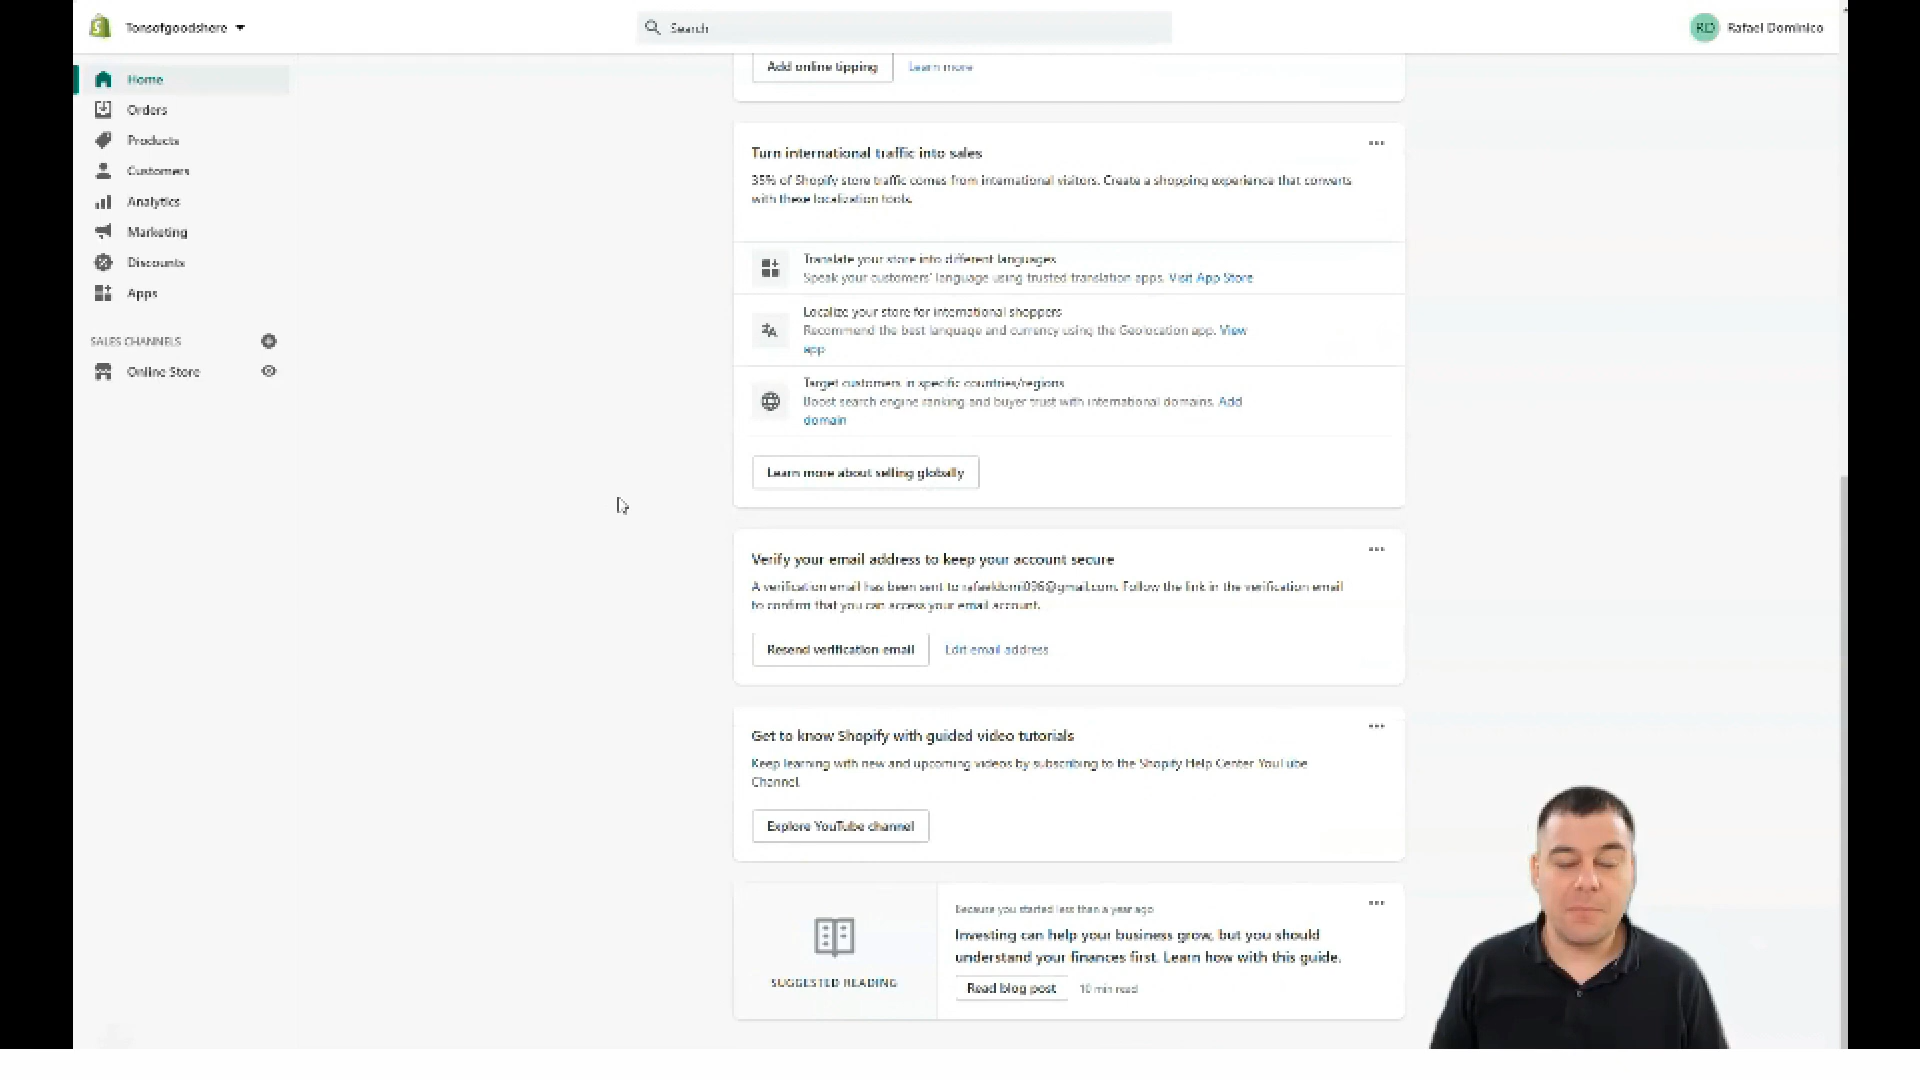 Tonsofgoodshere
Search
RD Rafael Dominico
Home
Orders
Products
Customers
Analytics
Marketing
Discounts
Apps
SALES CHANNELS
Online Store
Add online tipping Learn more
Turn international traffic into sales
35% of Shopify store traffic comes from international visitors. Create a shopping experience that converts
with these localization tools.
Translate your store into different languages
Speak your customers' language using trusted translation apps. Visit App Store
Localize your store for international shoppers
Recommend the best language and currency using the Geolocation app. View
app
Target customers in specific countries/regions
Boost search engine ranking and buyer trust with international domains. Add
domain
Learn more about selling globally
Verify your email address to keep your account secure
A verification email has been sent to rafaeldomi096@gmail.com. Follow the link in the verification email
to confirm that you can access your email account.
Resend verification email Edit email address
Get to know Shopify with guided video tutorials
Keep learning with new and upcoming videos by subscribing to the Shopify Help Center YouTube
Channel.
Explore YouTube channel
SUGGESTED READING
Because you started less than a year ago
Investing can help your business grow, but you should
understand your finances first. Learn how with this guide.
Read blog post 10 min read